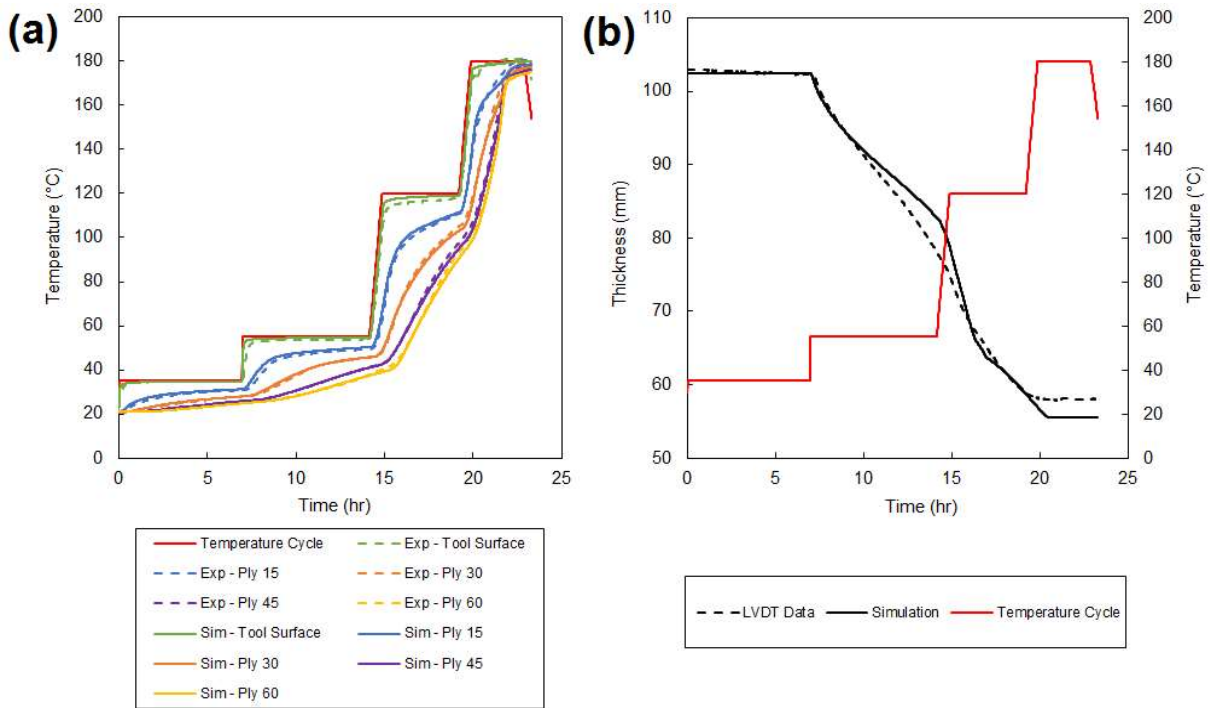 (a)
200
180
160
140
120
100
80
60
40
20
0
Temperature (°C)
0 5 10 15 20 25
Time (hr)
Temperature Cycle Exp - Tool Surface
Exp - Ply 15 Exp - Ply 30
Exp - Ply 45 Exp - Ply 60
Sim - Tool Surface Sim - Ply 15
Sim - Ply 30 Sim - Ply 45
Sim - Ply 60
(b)
110
100
90
80
70
60
50
Thickness (mm)
200
180
160
140
120
100
80
60
40
20
0
Temperature (°C)
0 5 10 15 20 25
Time (hr)
LVDT Data Simulation Temperature Cycle